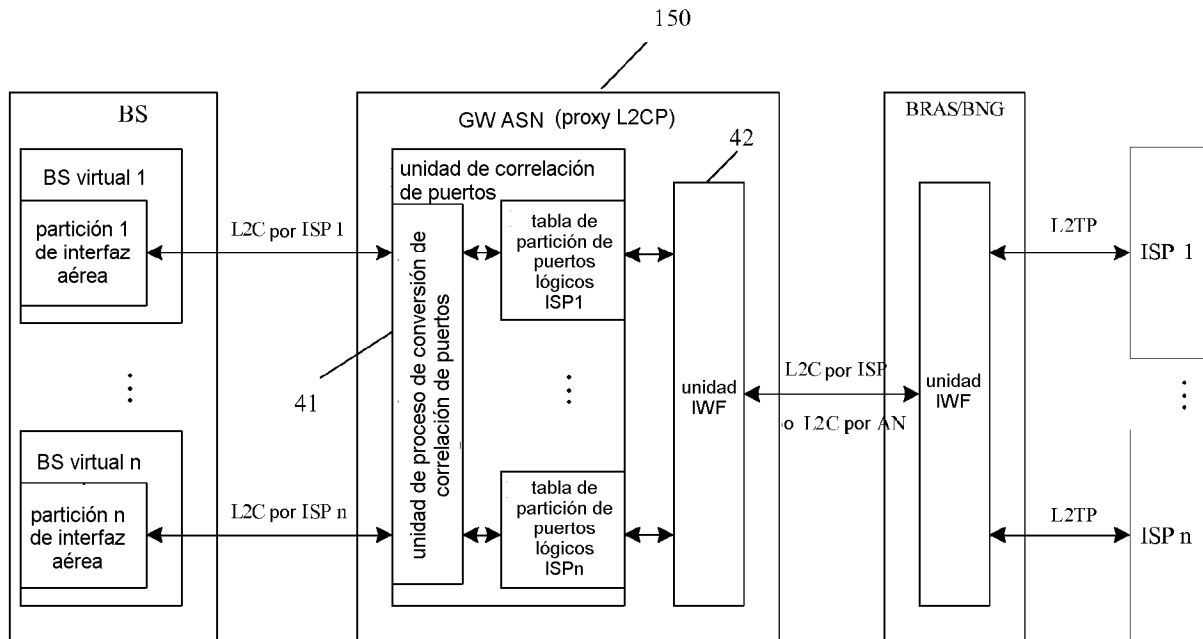 150
BS
GW ASN (proxy L2CP)
BRAS/BNG
42
BS virtual 1
unidad de correlación
de puertos
partición 1
de interfaz
aérea
L2C por ISP 1
unidad de proceso de conversión de
correlación de puertos
tabla de
partición de
puertos
lógicos
ISP1
L2TP
ISP 1
41
unidad
IWF
L2C por ISP
o L2C por AN
unidad
IWF
BS virtual n
partición n
de interfaz
aérea
L2C por ISP n
tabla de
partición de
puertos
lógicos
ISPn
L2TP
ISP n